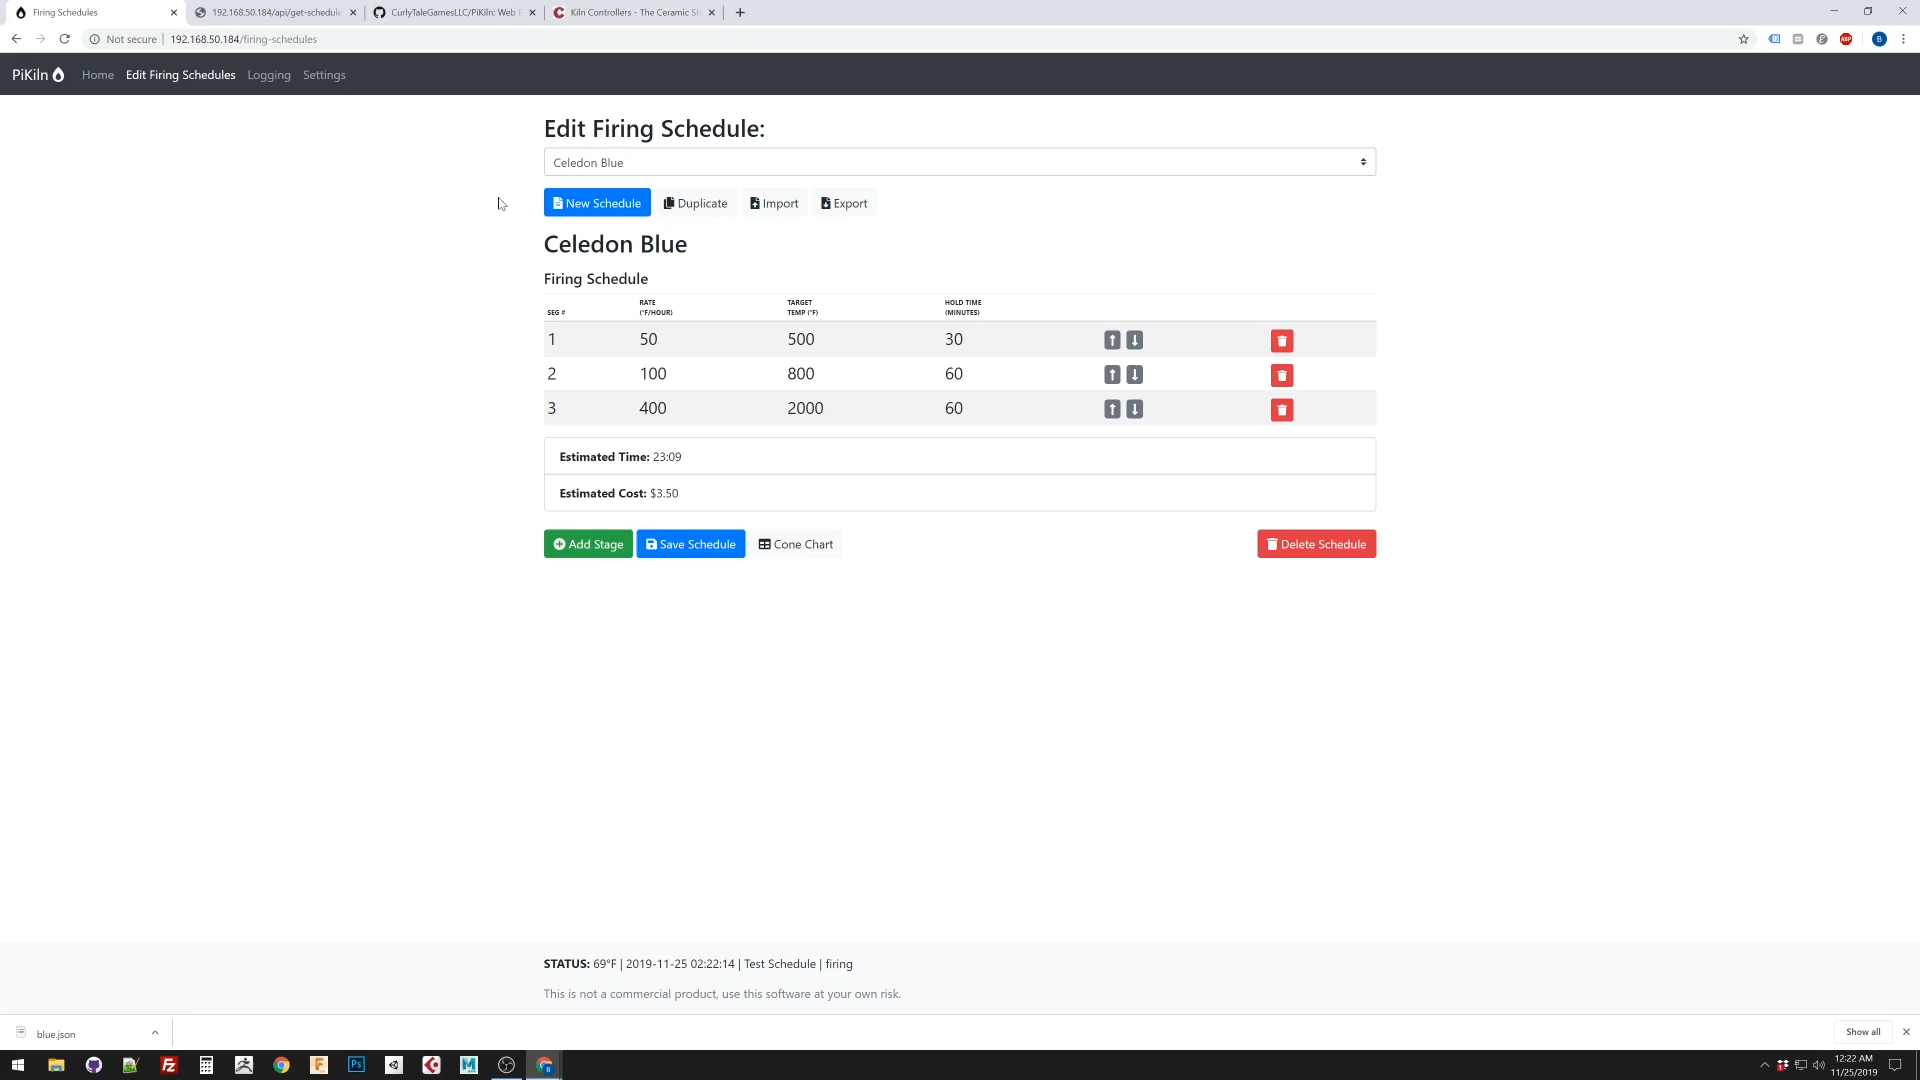 Firing Schedules
192.168.50.184/api/get-schedule
CurlyTaleGamesLLC/PiKiln: Web
Kiln Controllers - The Ceramic Sh
Not secure
192.168.50.184/firing-schedules
ABP
B
PiKiln
Home
Edit Firing Schedules
Logging
Settings
Edit Firing Schedule:
Celedon Blue
New Schedule
Duplicate
Import
Export
Celedon Blue
Firing Schedule
SEG #
RATE
(°F/HOUR)
TARGET
TEMP (°F)
HOLD TIME
(MINUTES)
1 50 500 30
2 100 800 60
3 400 2000 60
Estimated Time: 23:09
Estimated Cost: $3.50
Add Stage
Save Schedule
Cone Chart
Delete Schedule
STATUS: 69°F | 2019-11-25 02:22:14 | Test Schedule | firing
This is not a commercial product, use this software at your own risk.
blue.json
Show all
Fz
F
Ps
M
12:22 AM
11/25/2019